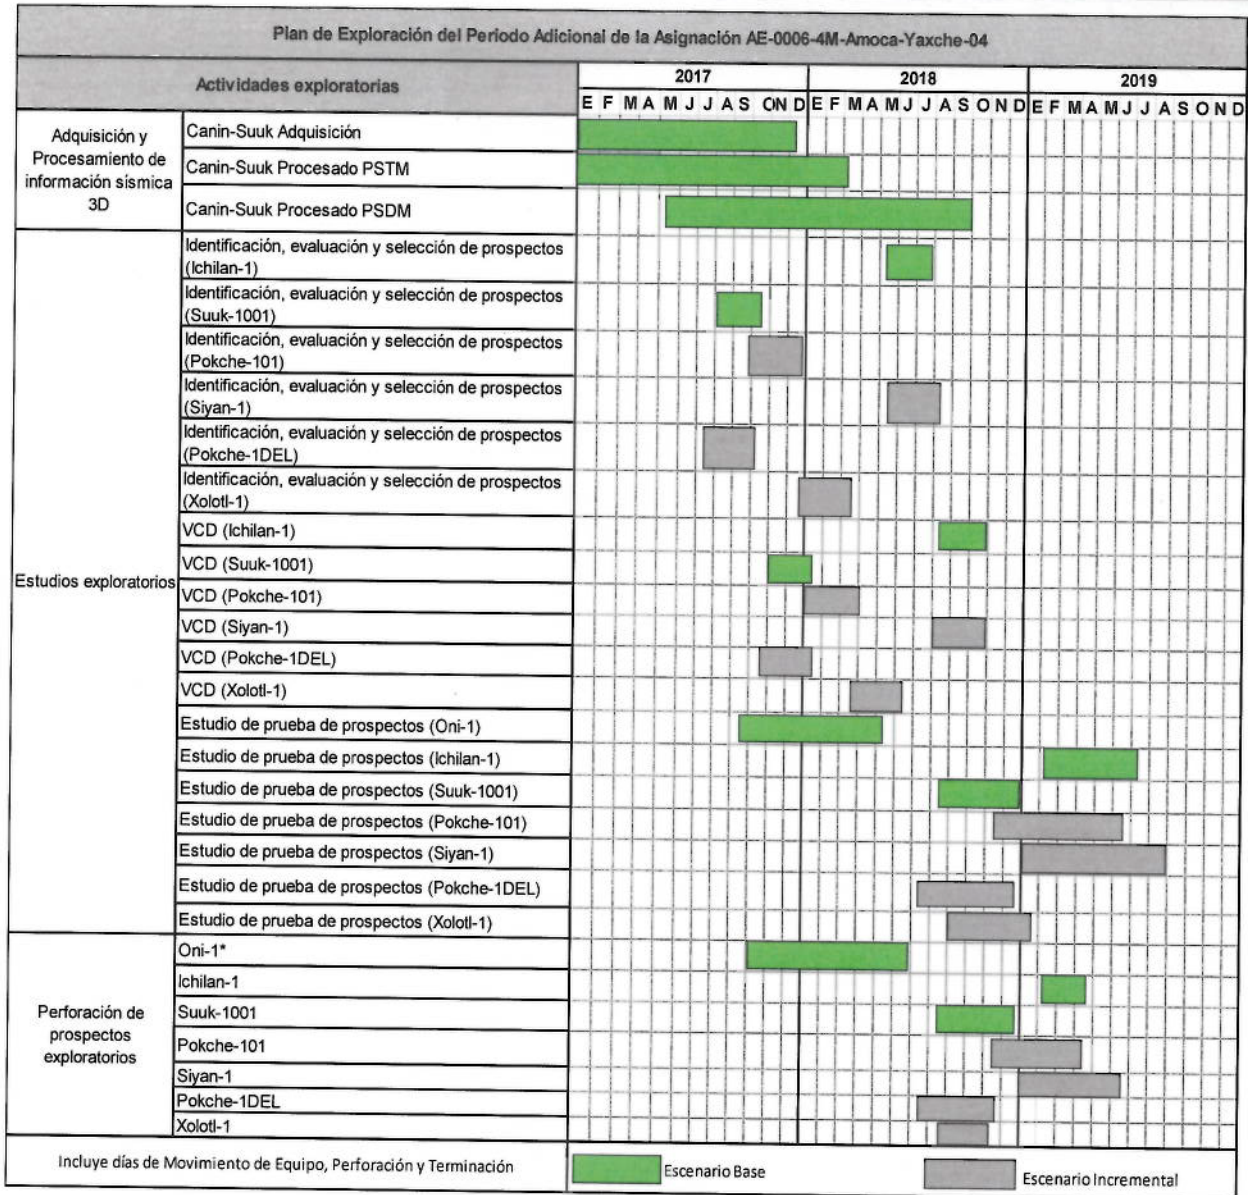 Plan de Exploración del Periodo Adicional de la Asignación AE-0006-4M-Amoca-Yaxche-04
Actividades exploratorias
2017 2018 2019
E F M A M J J A S O N D E F M A M J J A S O N D E F M A M J J A S O N D
Adquisición y
Procesamiento de
información sísmica
3D
Canin-Suuk Adquisición
Canin-Suuk Procesado PSTM
Canin-Suuk Procesado PSDM
Estudios exploratorios
Identificación, evaluación y selección de prospectos
(Ichilan-1)
Identificación, evaluación y selección de prospectos
(Suuk-1001)
Identificación, evaluación y selección de prospectos
(Pokche-101)
Identificación, evaluación y selección de prospectos
(Siyan-1)
Identificación, evaluación y selección de prospectos
(Pokche-1DEL)
Identificación, evaluación y selección de prospectos
(Xolotl-1)
VCD (Ichilan-1)
VCD (Suuk-1001)
VCD (Pokche-101)
VCD (Siyan-1)
VCD (Pokche-1DEL)
VCD (Xolotl-1)
Estudio de prueba de prospectos (Oni-1)
Estudio de prueba de prospectos (Ichilan-1)
Estudio de prueba de prospectos (Suuk-1001)
Estudio de prueba de prospectos (Pokche-101)
Estudio de prueba de prospectos (Siyan-1)
Estudio de prueba de prospectos (Pokche-1DEL)
Estudio de prueba de prospectos (Xolotl-1)
Perforación de
prospectos
exploratorios
Oni-1*
Ichilan-1
Suuk-1001
Pokche-101
Siyan-1
Pokche-1DEL
Xolotl-1
Incluye días de Movimiento de Equipo, Perforación y Terminación
Escenario Base
Escenario Incremental